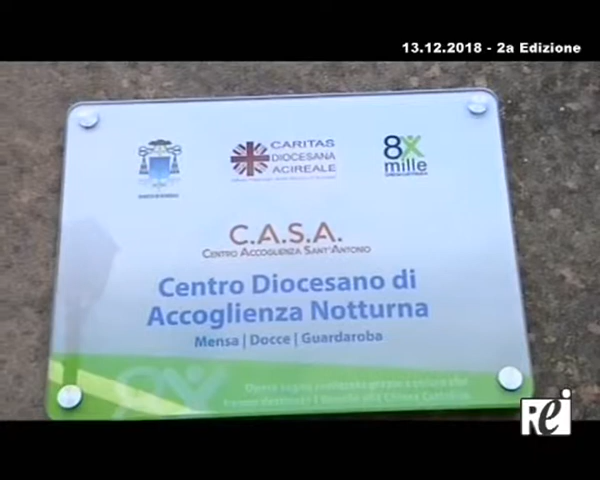 13.12.2018 - 2a Edizione
CARITAS
DIOCESANA
ACIREALE
8X
mille
C.A.S.A.
CENTRO ACCOGLIENZA SANT'ANTONIO
Centro Diocesano di
Accoglienza Notturna
Mensa | Docce | Guardaroba
REi